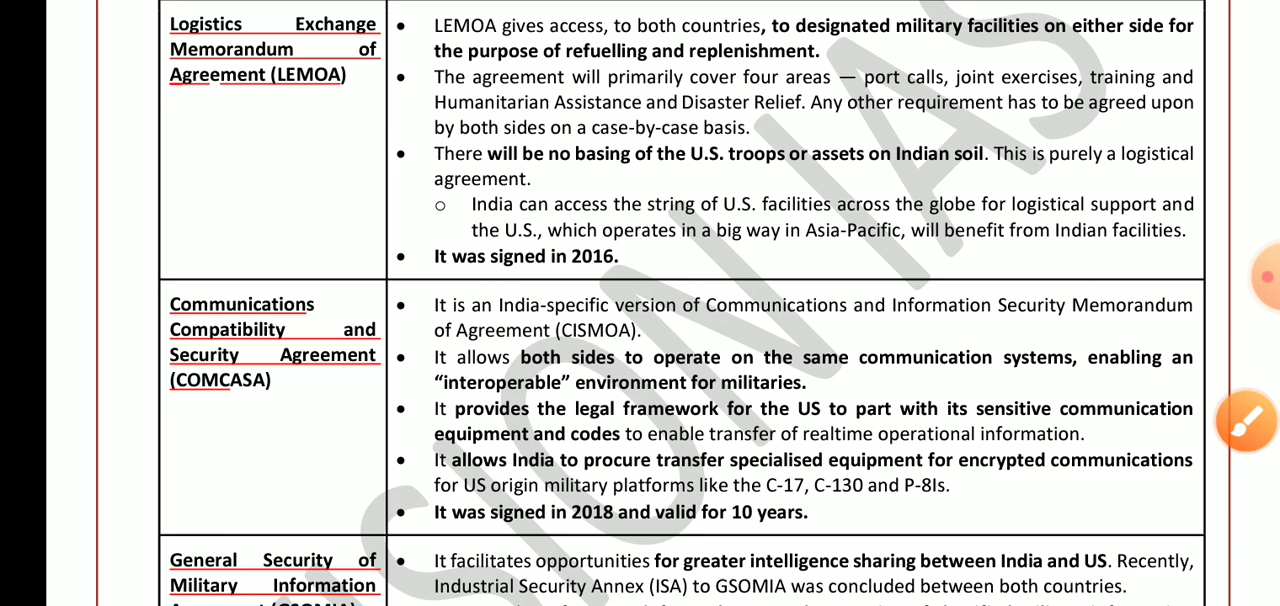 Logistics Exchange
Memorandum of
Agreement (LEMOA)
• LEMOA gives access, to both countries, to designated military facilities on either side for
the purpose of refuelling and replenishment.
• The agreement will primarily cover four areas — port calls, joint exercises, training and
Humanitarian Assistance and Disaster Relief. Any other requirement has to be agreed upon
by both sides on a case-by-case basis.
• There will be no basing of the U.S. troops or assets on Indian soil. This is purely a logistical
agreement.
o India can access the string of U.S. facilities across the globe for logistical support and
the U.S., which operates in a big way in Asia-Pacific, will benefit from Indian facilities.
• It was signed in 2016.
Communications
Compatibility and
Security Agreement
(COMCASA)
• It is an India-specific version of Communications and Information Security Memorandum
of Agreement (CISMOA).
• It allows both sides to operate on the same communication systems, enabling an
“interoperable” environment for militaries.
• It provides the legal framework for the US to part with its sensitive communication
equipment and codes to enable transfer of realtime operational information.
• It allows India to procure transfer specialised equipment for encrypted communications
for US origin military platforms like the C-17, C-130 and P-8Is.
• It was signed in 2018 and valid for 10 years.
General Security of
Military Information
• It facilitates opportunities for greater intelligence sharing between India and US. Recently,
Industrial Security Annex (ISA) to GSOMIA was concluded between both countries.
SION IAS